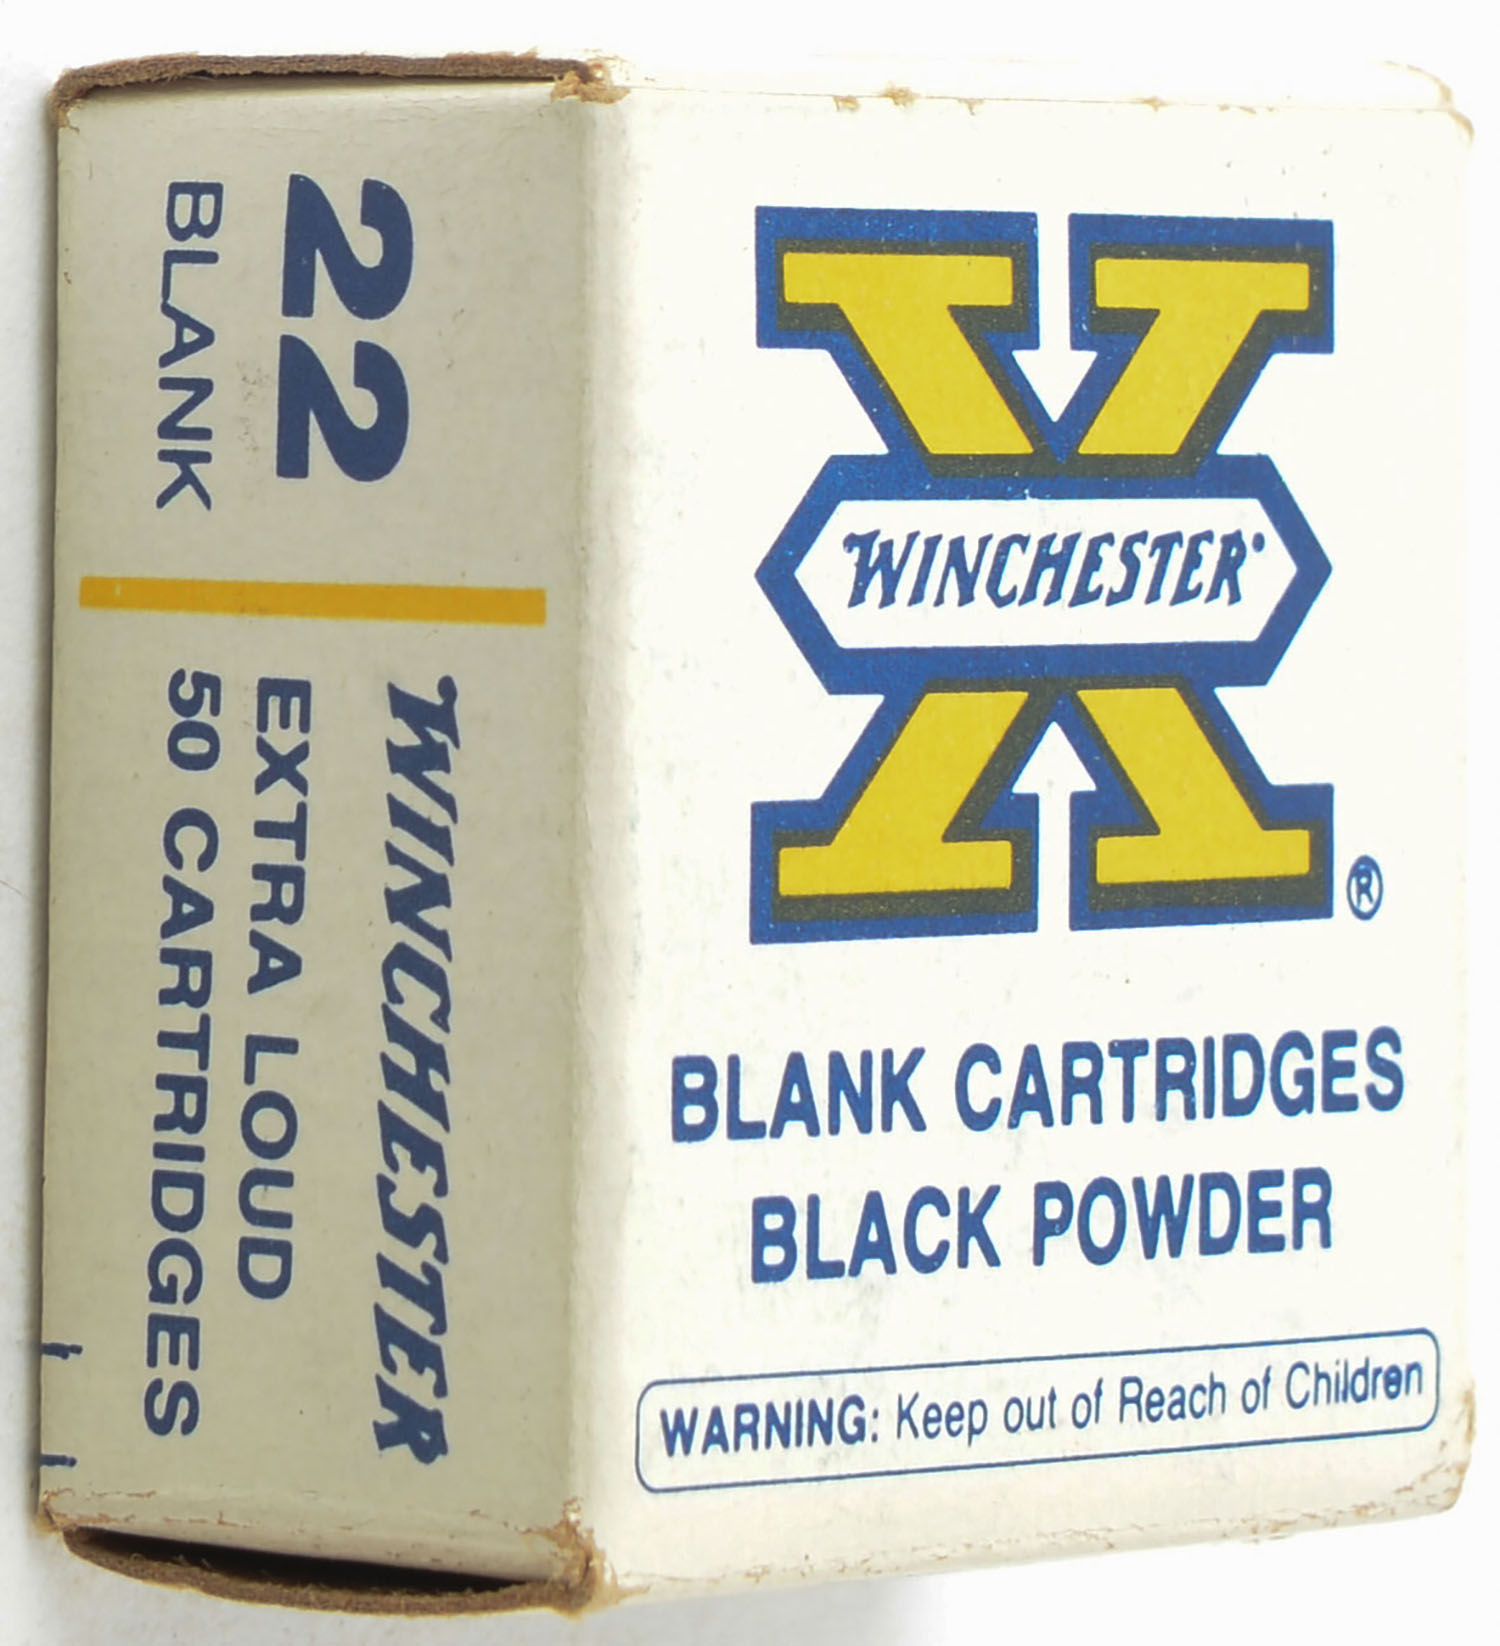 22
BLANK
WINCHESTER
EXTRA LOUD
50 CARTRIDGES
X
WINCHESTER®
®
BLANK CARTRIDGES
BLACK POWDER
WARNING: Keep out of Reach of Children